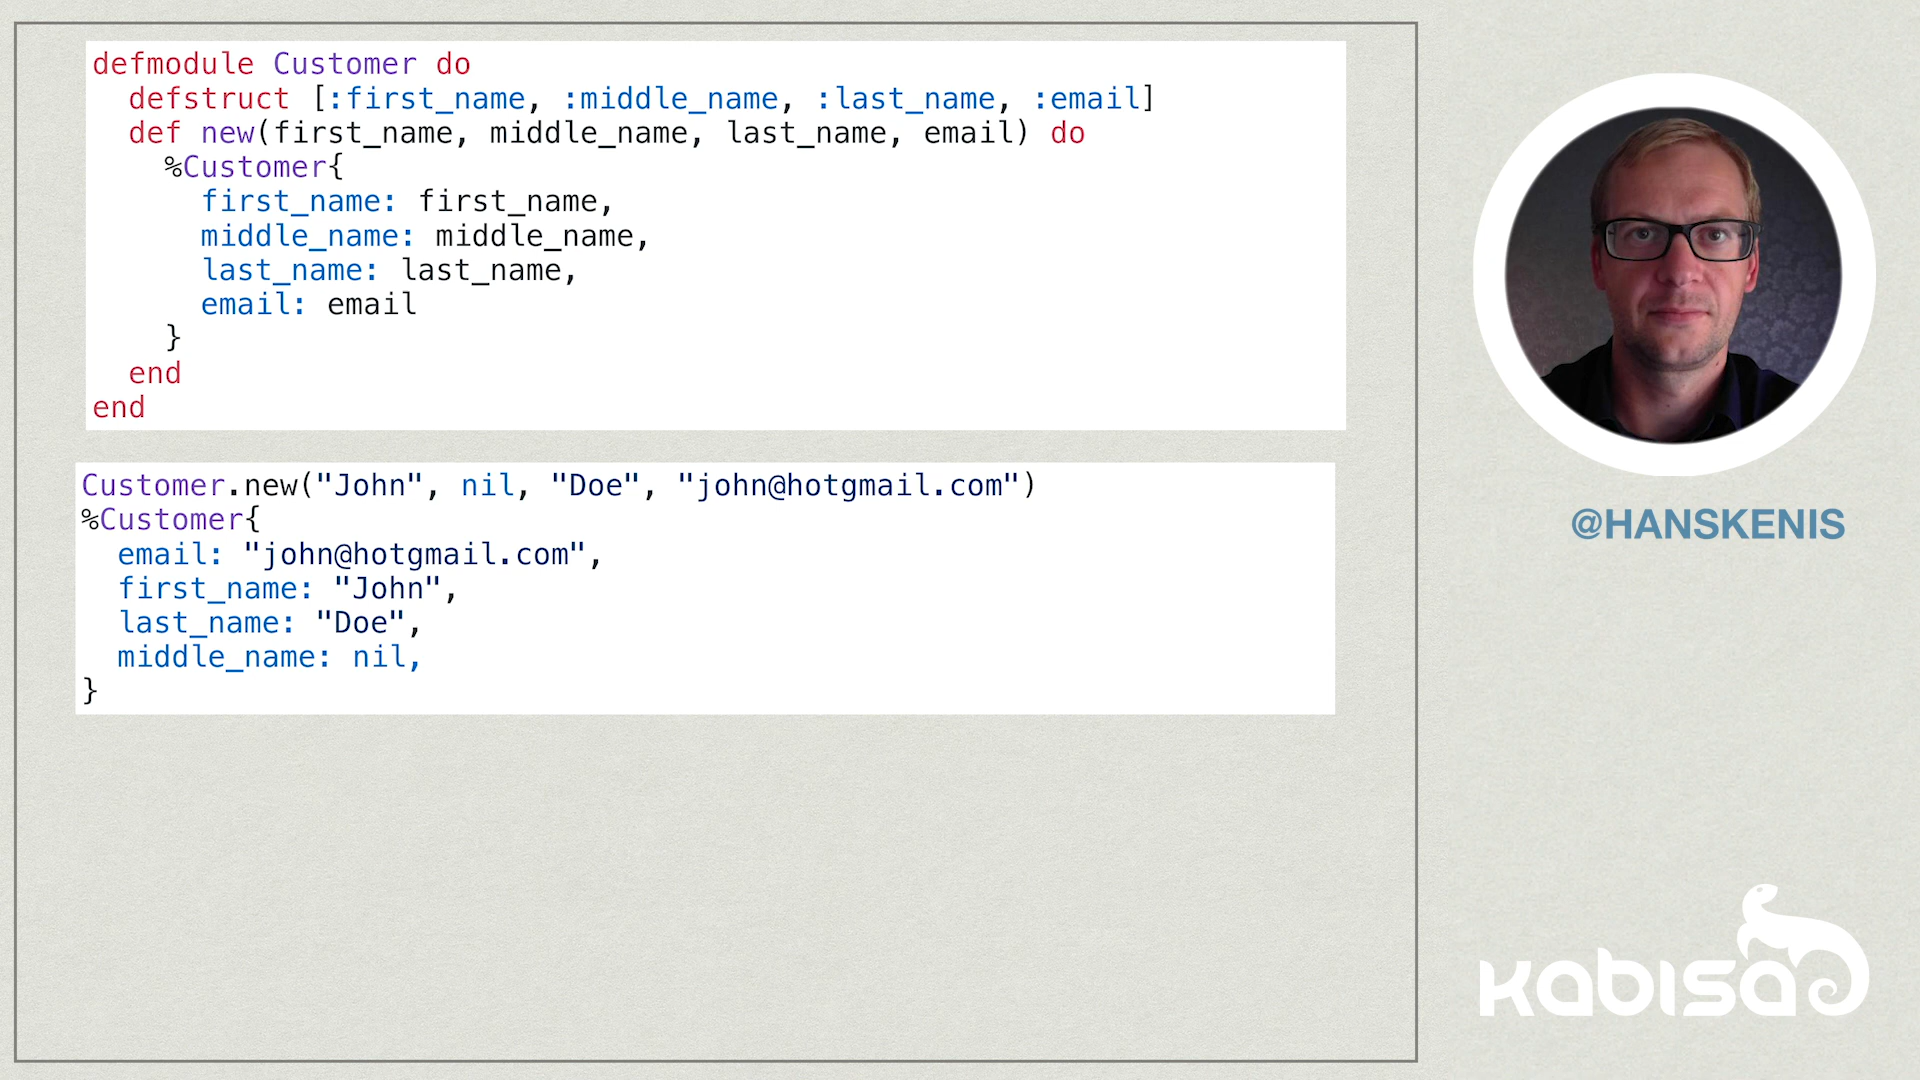 defmodule Customer do
  defstruct [:first_name, :middle_name, :last_name, :email]
  def new(first_name, middle_name, last_name, email) do
    %Customer{
      first_name: first_name,
      middle_name: middle_name,
      last_name: last_name,
      email: email
    }
  end
end
Customer.new("John", nil, "Doe", "john@hotgmail.com")
%Customer{
  email: "john@hotgmail.com",
  first_name: "John",
  last_name: "Doe",
  middle_name: nil,
}
@HANSKENIS
kabisa